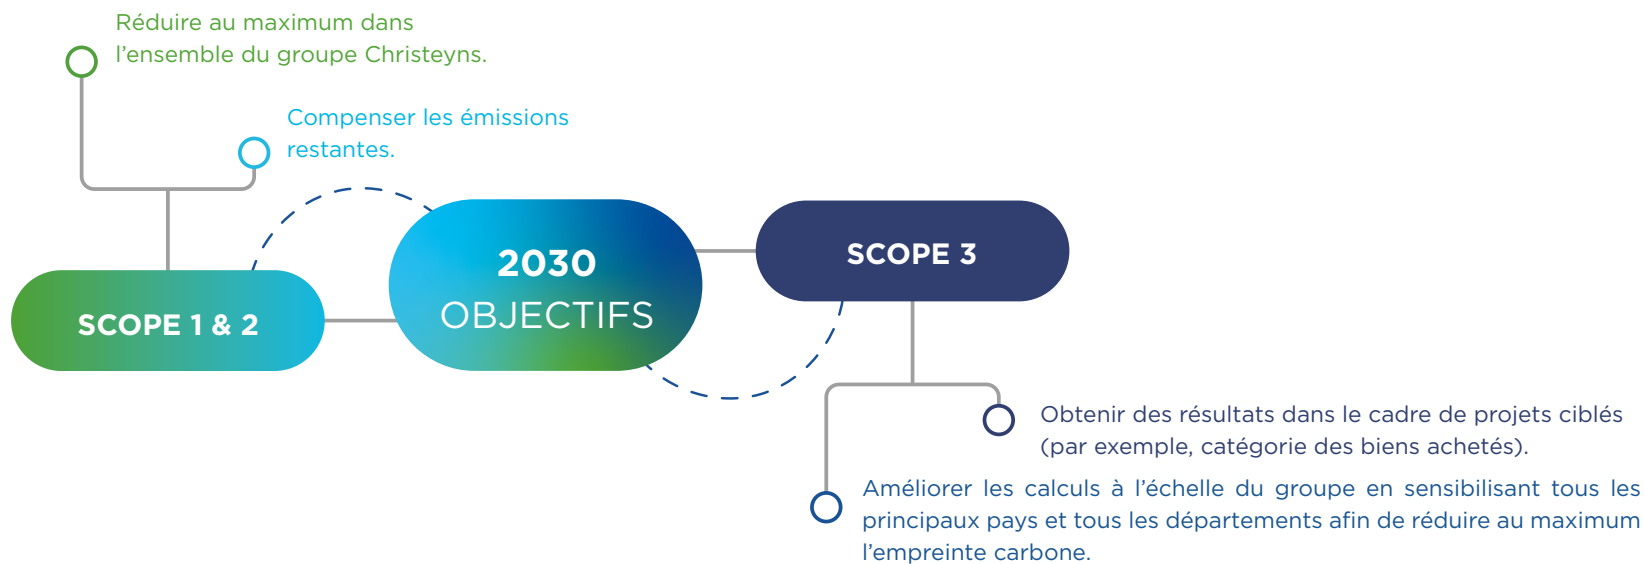 Réduire au maximum dans
l'ensemble du groupe Christeyns.
Compenser les émissions
restantes.
SCOPE 1 & 2
2030
OBJECTIFS
SCOPE 3
Obtenir des résultats dans le cadre de projets ciblés
(par exemple, catégorie des biens achetés).
Améliorer les calculs à l'échelle du groupe en sensibilisant tous les
principaux pays et tous les départements afin de réduire au maximum
l'empreinte carbone.